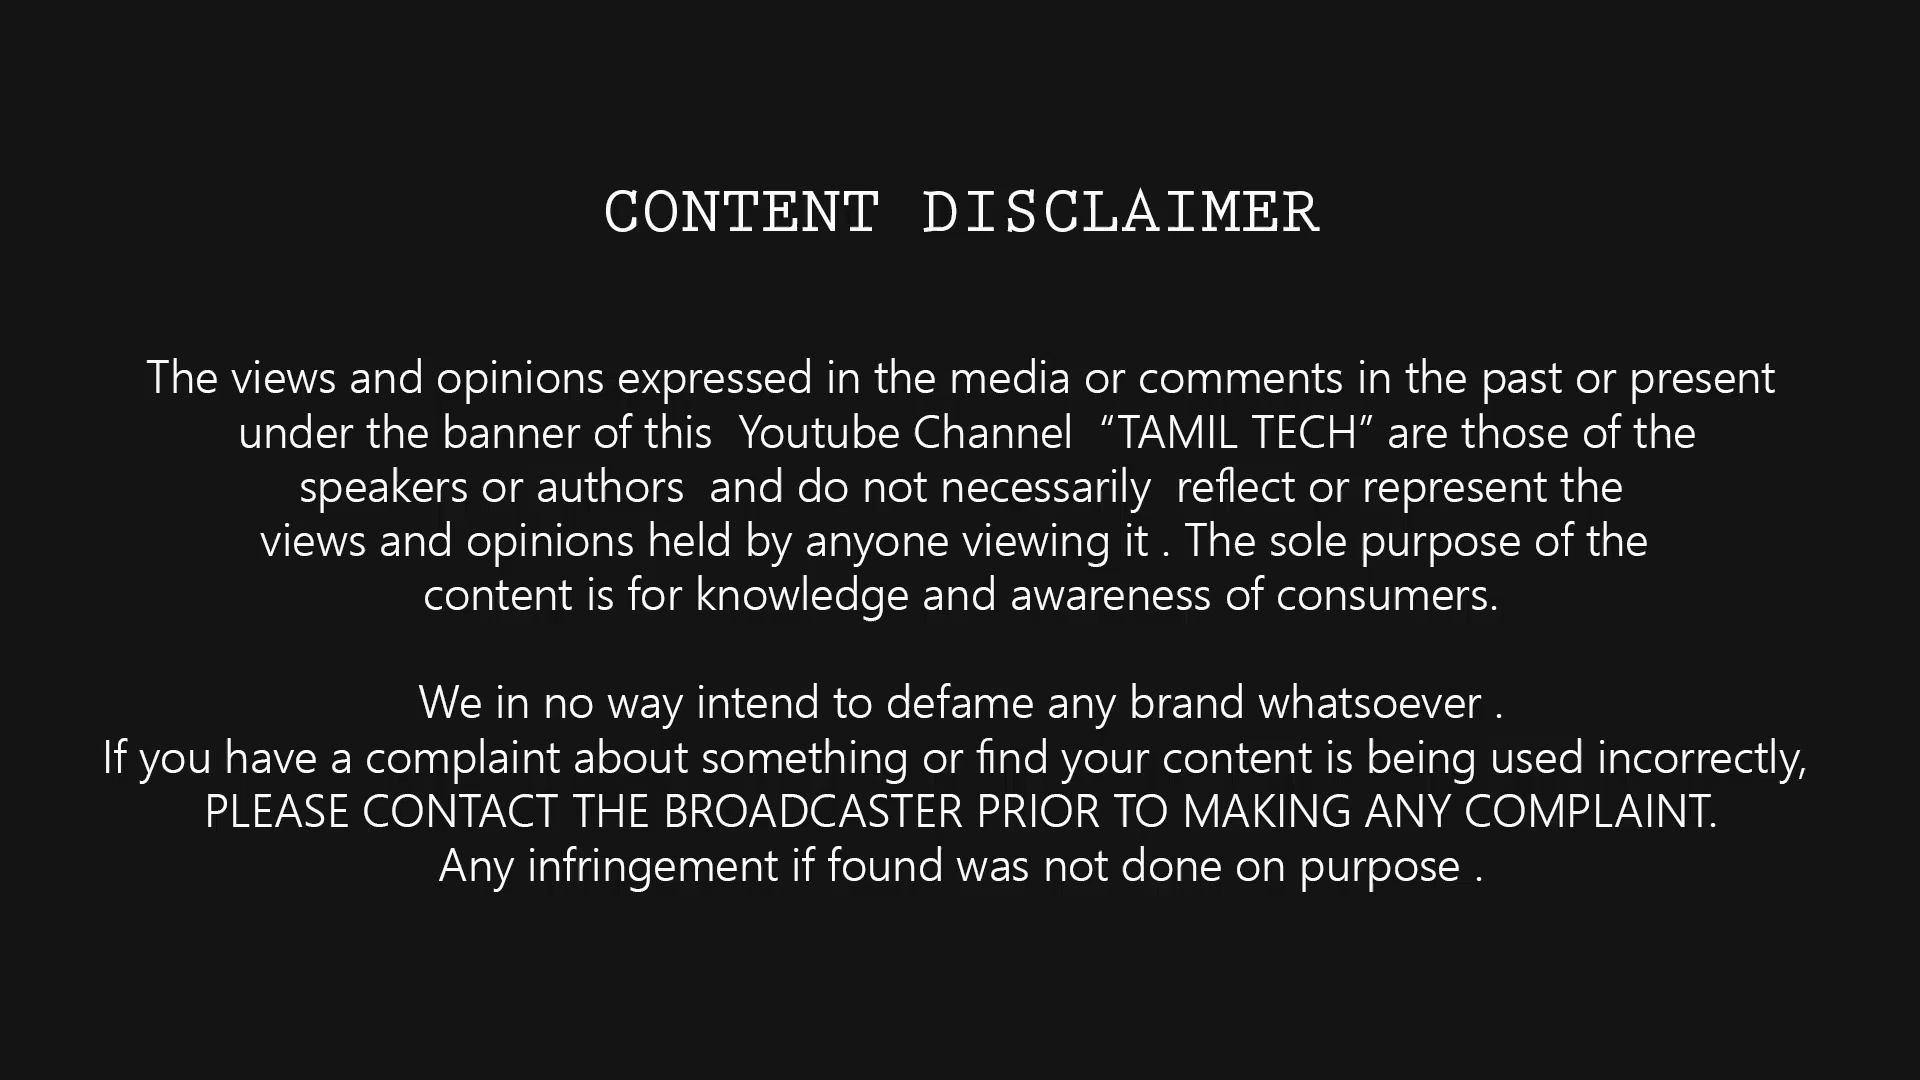 CONTENT DISCLAIMER
The views and opinions expressed in the media or comments in the past or present
under the banner of this  Youtube Channel  “TAMIL TECH” are those of the
speakers or authors  and do not necessarily  reflect or represent the
views and opinions held by anyone viewing it . The sole purpose of the
content is for knowledge and awareness of consumers.
We in no way intend to defame any brand whatsoever .
If you have a complaint about something or find your content is being used incorrectly,
PLEASE CONTACT THE BROADCASTER PRIOR TO MAKING ANY COMPLAINT.
Any infringement if found was not done on purpose .